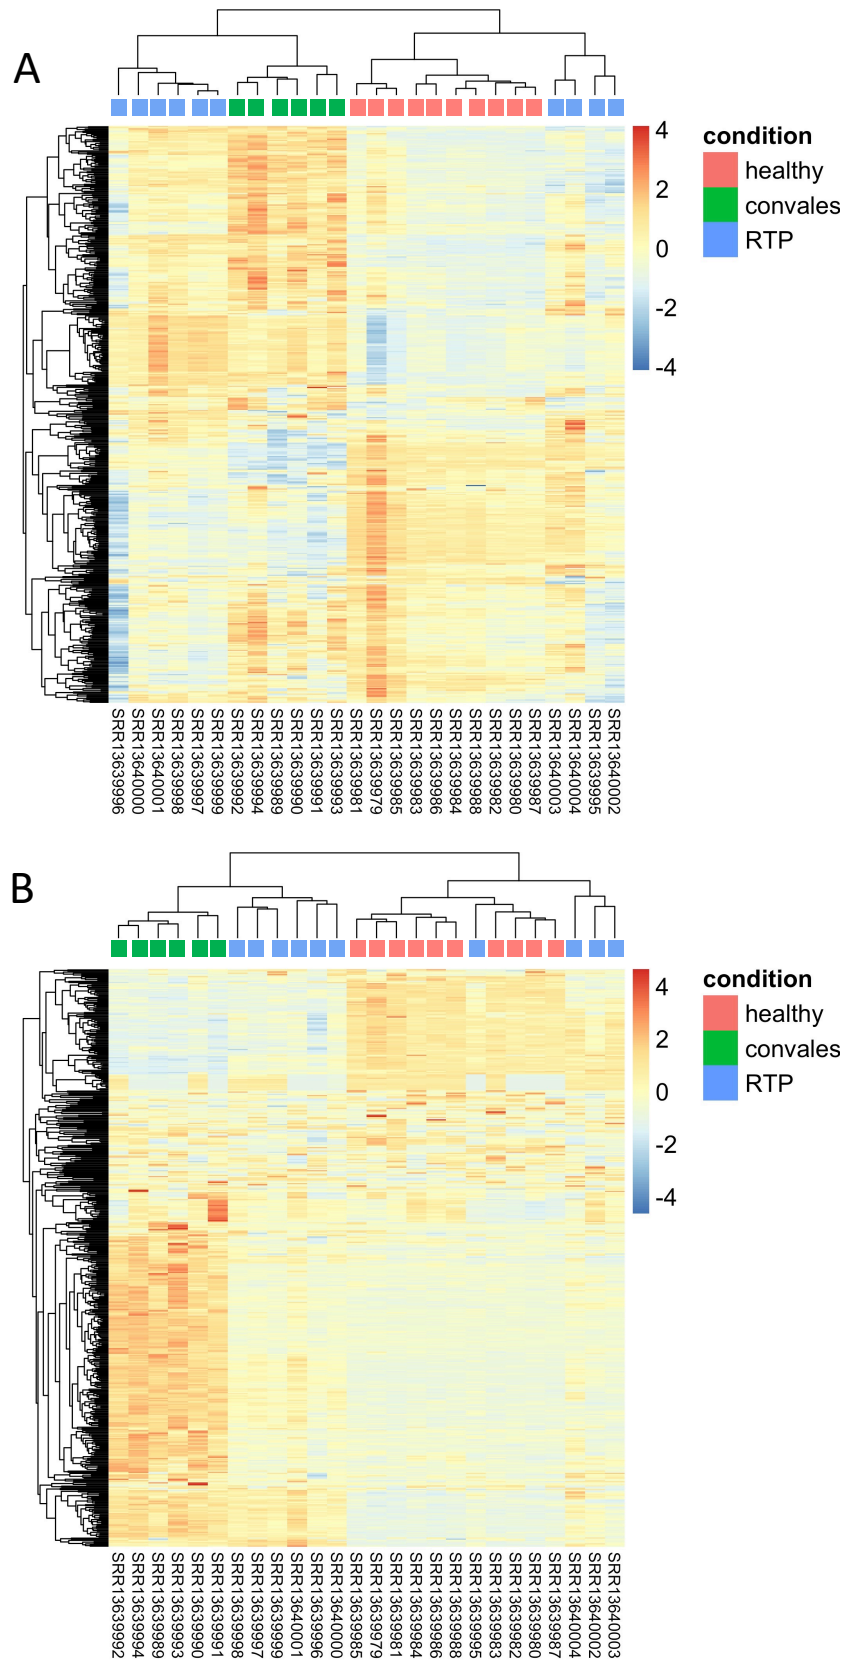 A
4
2
0
-2
-4
condition
healthy
convales
RTP
SRR13639996
SRR13640000
SRR13640001
SRR13639998
SRR13639997
SRR13639999
SRR13639992
SRR13639994
SRR13639989
SRR13639990
SRR13639991
SRR13639993
SRR13639981
SRR13639979
SRR13639985
SRR13639983
SRR13639986
SRR13639984
SRR13639988
SRR13639982
SRR13639980
SRR13639987
SRR13640003
SRR13640004
SRR13639995
SRR13640002
B
4
2
0
-2
-4
condition
healthy
convales
RTP
SRR13639992
SRR13639994
SRR13639989
SRR13639993
SRR13639990
SRR13639991
SRR13639998
SRR13639997
SRR13639999
SRR13640001
SRR13639996
SRR13640000
SRR13639985
SRR13639979
SRR13639981
SRR13639984
SRR13639986
SRR13639988
SRR13639995
SRR13639983
SRR13639982
SRR13639980
SRR13639987
SRR13640004
SRR13640002
SRR13640003